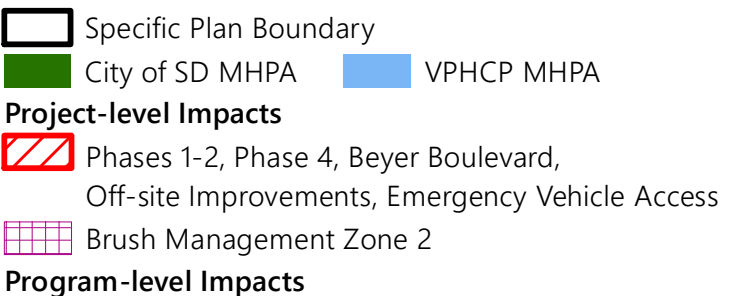 Specific Plan Boundary
City of SD MHPA VPHCP MHPA
Project-level Impacts
Phases 1-2, Phase 4, Beyer Boulevard,
Off-site Improvements, Emergency Vehicle Access
Brush Management Zone 2
Program-level Impacts